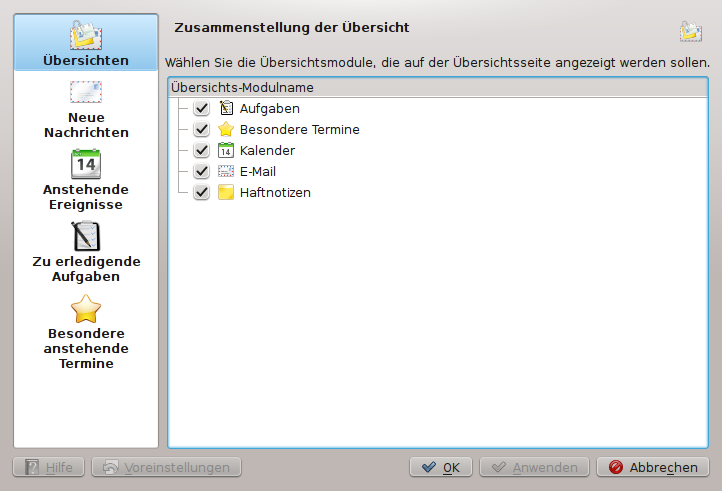 Übersichten
Neue
Nachrichten
14
Anstehende
Ereignisse
Zu erledigende
Aufgaben
Besondere
anstehende
Termine
Zusammenstellung der Übersicht
Wählen Sie die Übersichtsmodule, die auf der Übersichtsseite angezeigt werden sollen.
Übersichts-Modulname
Aufgaben
Besondere Termine
14 Kalender
E-Mail
Haftnotizen
Hilfe Voreinstellungen OK Anwenden Abbrechen